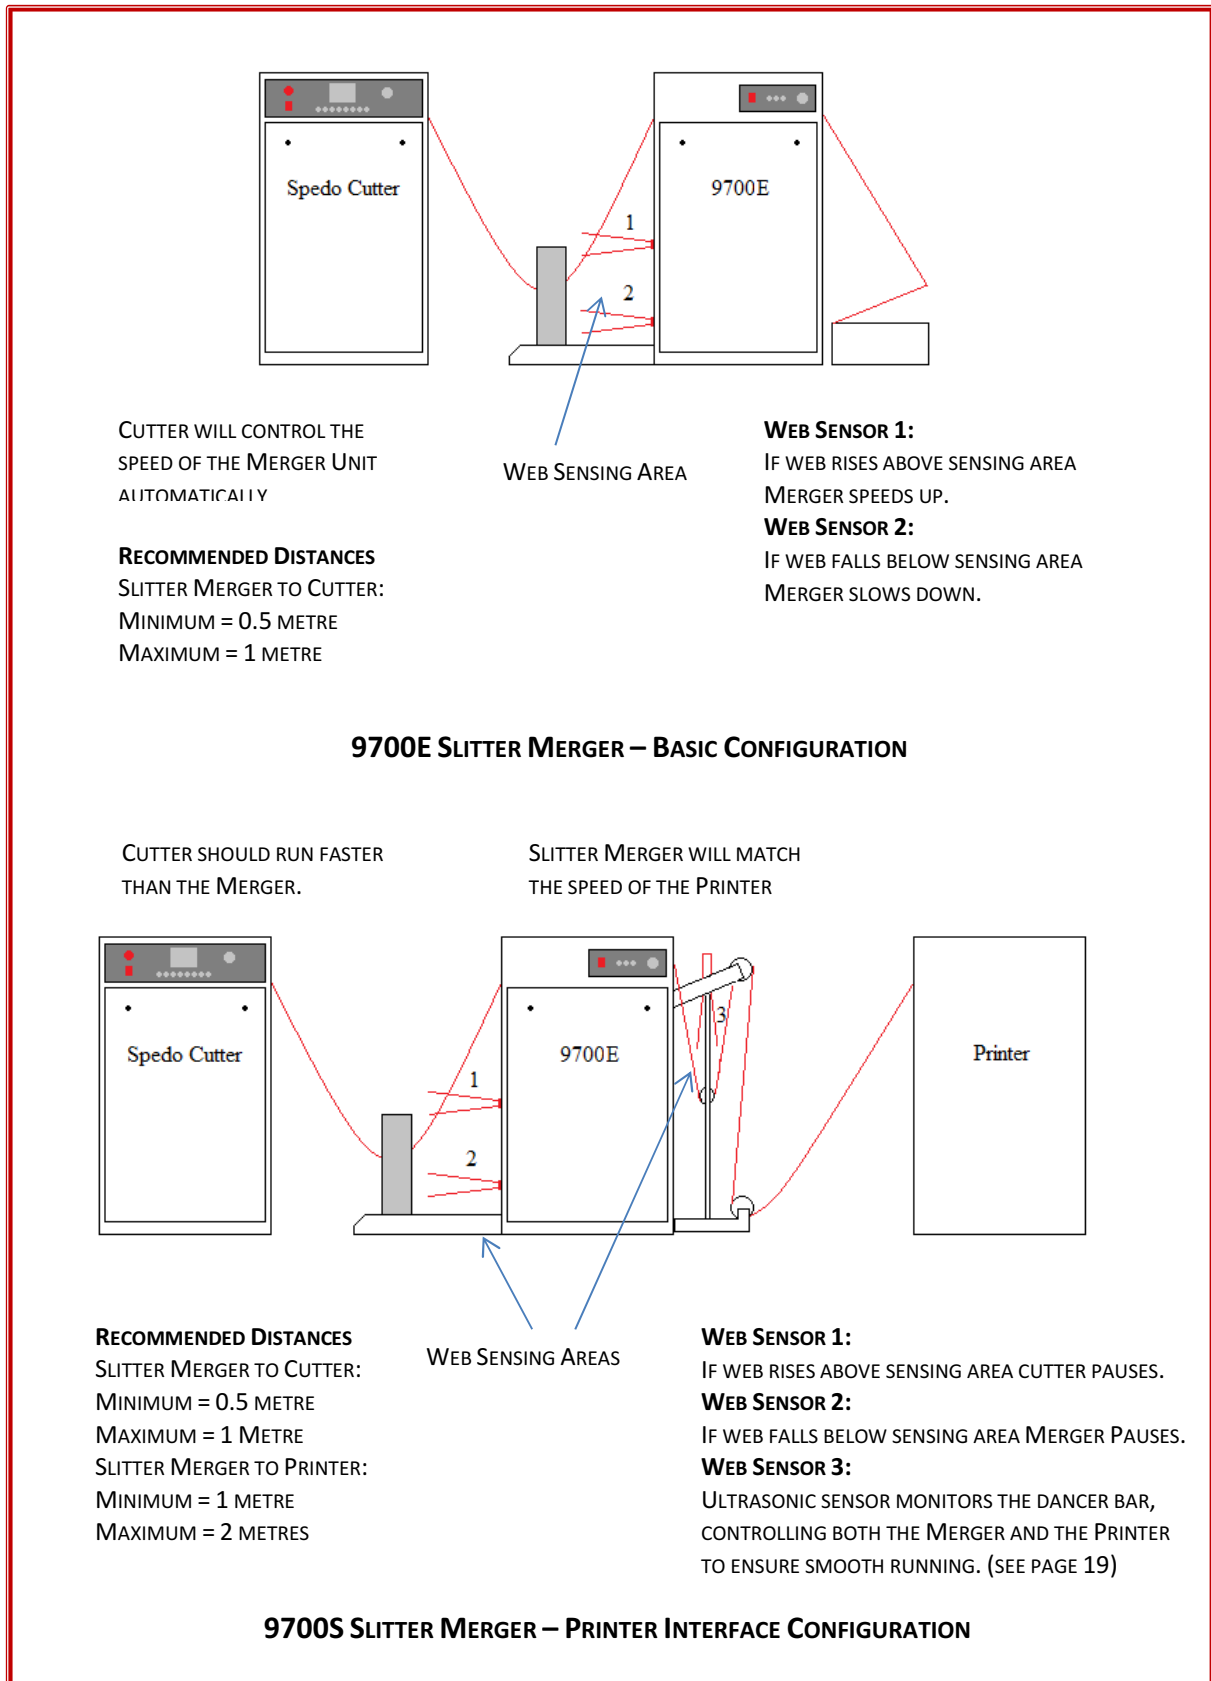 Spedo Cutter
9700E
1
2
CUTTER WILL CONTROL THE
SPEED OF THE MERGER UNIT
AUTOMATICALLY
WEB SENSING AREA
RECOMMENDED DISTANCES
SLITTER MERGER TO CUTTER:
MINIMUM = 0.5 METRE
MAXIMUM = 1 METRE
WEB SENSOR 1:
IF WEB RISES ABOVE SENSING AREA
MERGER SPEEDS UP.
WEB SENSOR 2:
IF WEB FALLS BELOW SENSING AREA
MERGER SLOWS DOWN.
9700E SLITTER MERGER – BASIC CONFIGURATION
CUTTER SHOULD RUN FASTER
THAN THE MERGER.
SLITTER MERGER WILL MATCH
THE SPEED OF THE PRINTER
Spedo Cutter
9700E
1
2
3
Printer
RECOMMENDED DISTANCES
SLITTER MERGER TO CUTTER:
MINIMUM = 0.5 METRE
MAXIMUM = 1 METRE
SLITTER MERGER TO PRINTER:
MINIMUM = 1 METRE
MAXIMUM = 2 METRES
WEB SENSING AREAS
WEB SENSOR 1:
IF WEB RISES ABOVE SENSING AREA CUTTER PAUSES.
WEB SENSOR 2:
IF WEB FALLS BELOW SENSING AREA MERGER PAUSES.
WEB SENSOR 3:
ULTRASONIC SENSOR MONITORS THE DANCER BAR,
CONTROLLING BOTH THE MERGER AND THE PRINTER
TO ENSURE SMOOTH RUNNING. (SEE PAGE 19)
9700S SLITTER MERGER – PRINTER INTERFACE CONFIGURATION